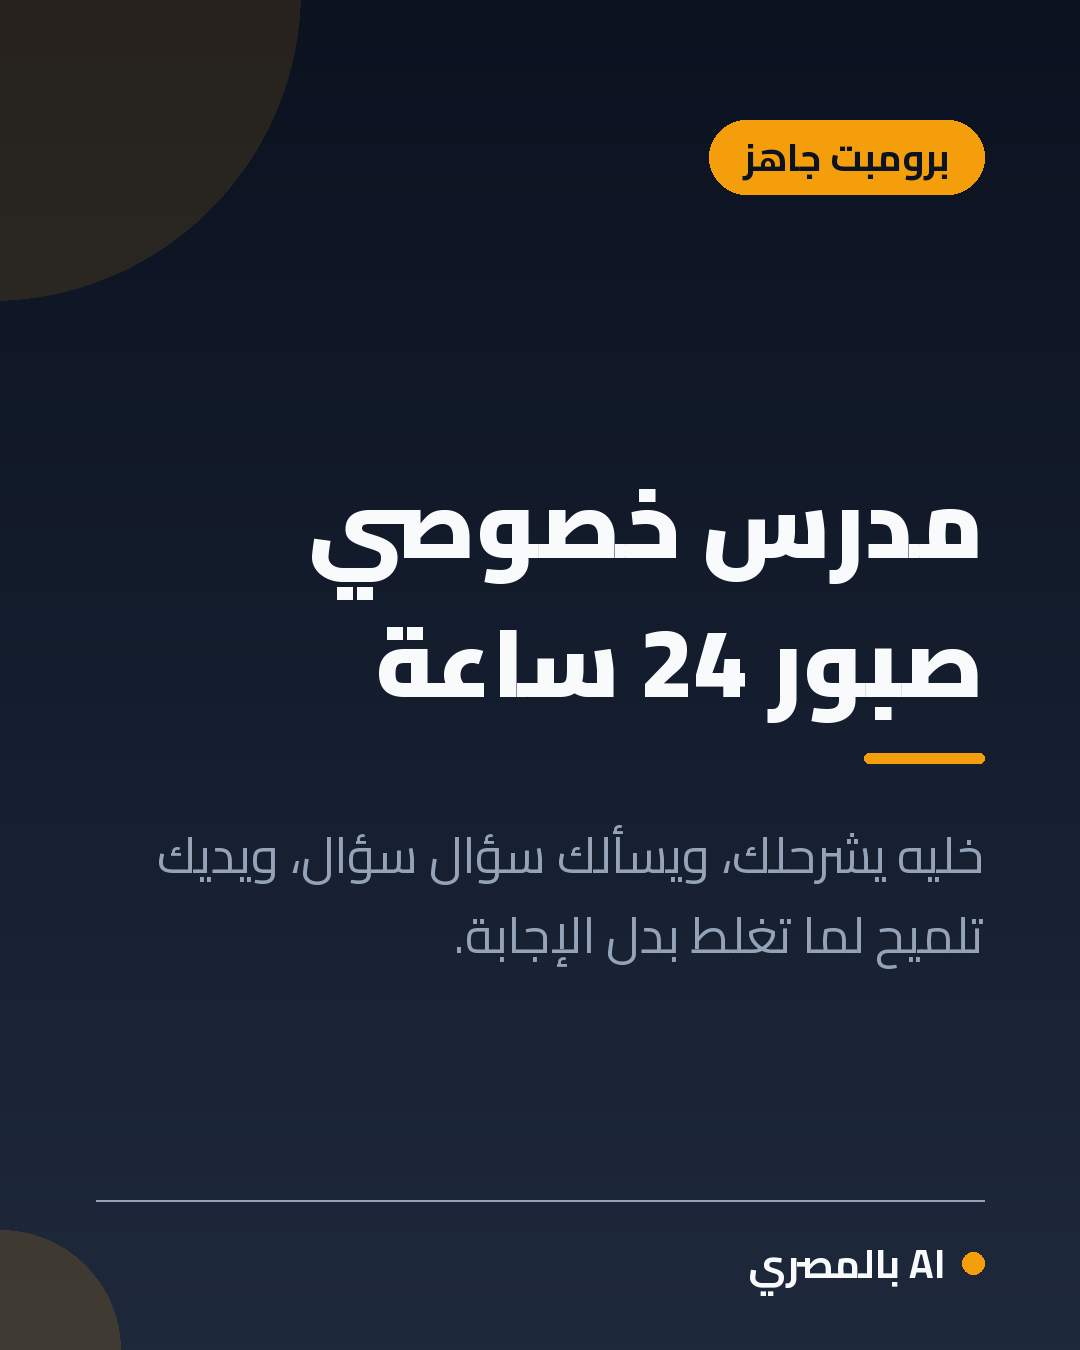 برومبت جاهز
مدرس خصوصي
صبور 24 ساعة
خليه يشرحلك، ويسألك سؤال سؤال، ويديك
تلميح لما تغلط بدل الإجابة.
AI بالمصري